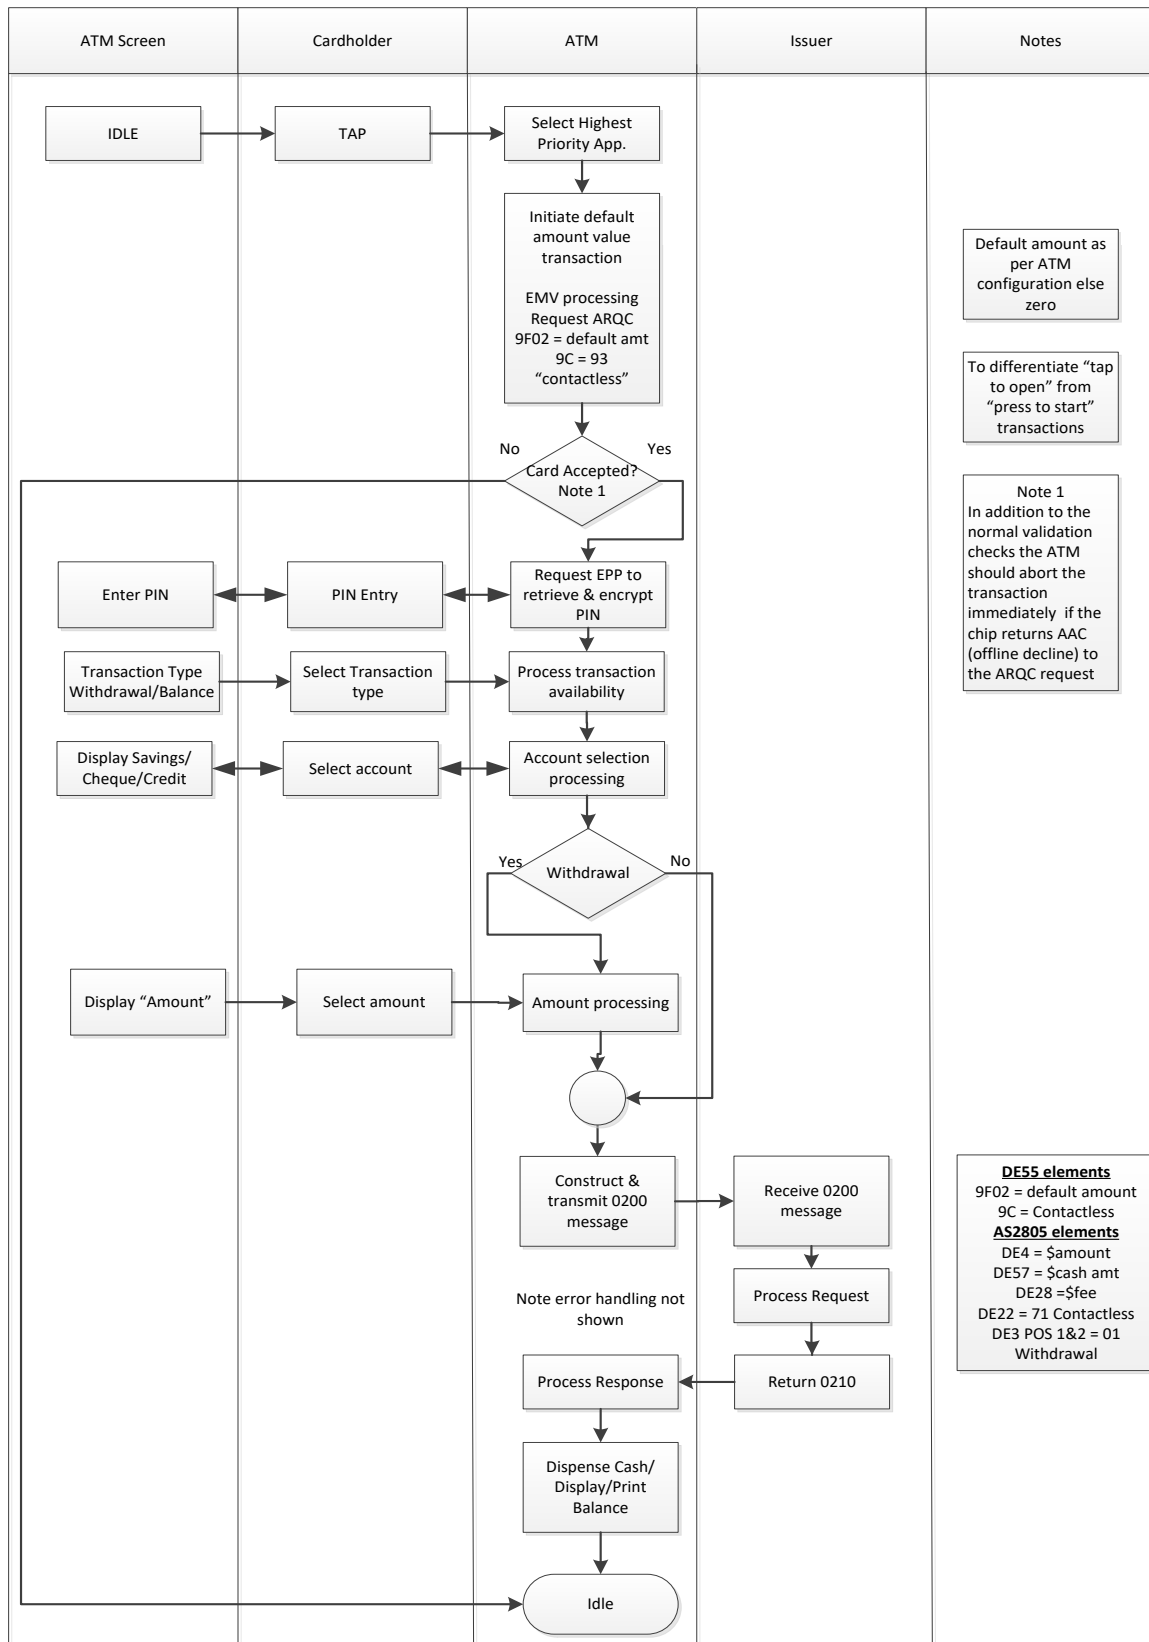 ATM Screen
Cardholder
ATM
Issuer
Notes
IDLE
TAP
Select Highest
Priority App.
Initiate default
amount value
transaction
EMV processing
Request ARQC
9F02 = default amt
9C = 93
“contactless”
Default amount as
per ATM
configuration else
zero
To differentiate “tap
to open” from
“press to start”
transactions
No
Yes
Card Accepted?
Note 1
Note 1
In addition to the
normal validation
checks the ATM
should abort the
transaction
immediately if the
chip returns AAC
(offline decline) to
the ARQC request
Enter PIN
PIN Entry
Request EPP to
retrieve & encrypt
PIN
Transaction Type
Withdrawal/Balance
Select Transaction
type
Process transaction
availability
Display Savings/
Cheque/Credit
Select account
Account selection
processing
Yes
No
Withdrawal
Display “Amount”
Select amount
Amount processing
Construct &
transmit 0200
message
Receive 0200
message
DE55 elements
9F02 = default amount
9C = Contactless
AS2805 elements
DE4 = $amount
DE57 = $cash amt
DE28 =$fee
DE22 = 71 Contactless
DE3 POS 1&2 = 01
Withdrawal
Note error handling not
shown
Process Request
Process Response
Return 0210
Dispense Cash/
Display/Print
Balance
Idle